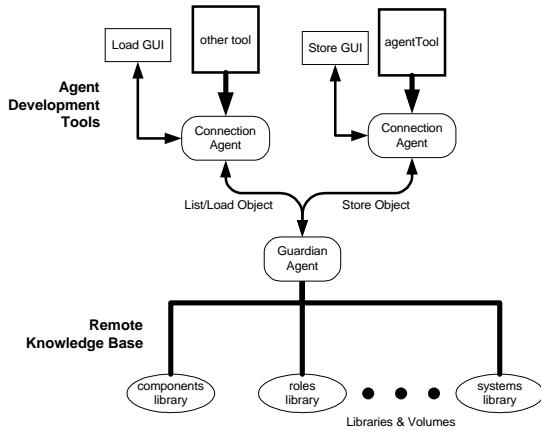 Load GUI
other tool
Store GUI
agentTool
Agent
Development
Tools
Connection
Agent
Connection
Agent
List/Load Object
Store Object
Guardian
Agent
Remote
Knowledge Base
components
library
roles
library
systems
library
Libraries & Volumes